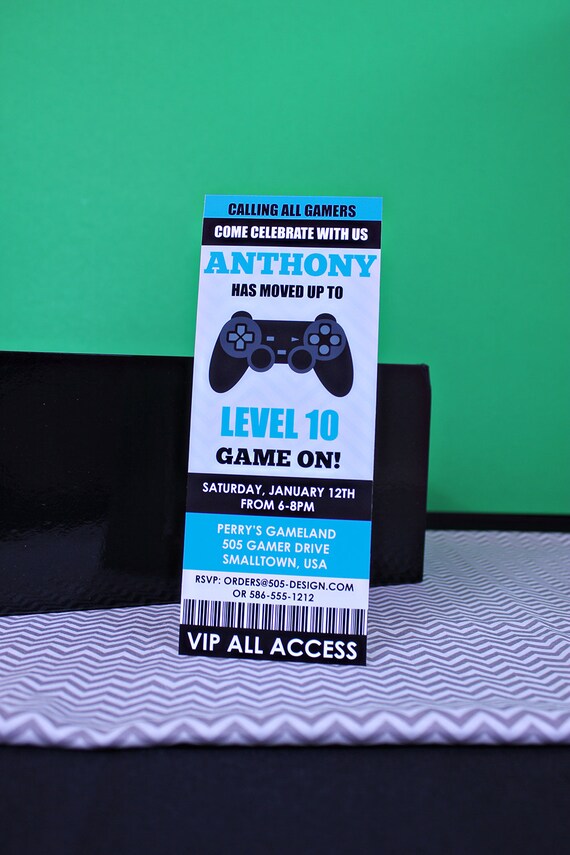 CALLING ALL GAMERS
COME CELEBRATE WITH US
ANTHONY
HAS MOVED UP TO
LEVEL 10
GAME ON!
SATURDAY, JANUARY 12TH
FROM 6-8PM
PERRY'S GAMELAND
505 GAMER DRIVE
SMALLTOWN, USA
RSVP: ORDERS@505-DESIGN.COM
OR 586-555-1212
VIP ALL ACCESS